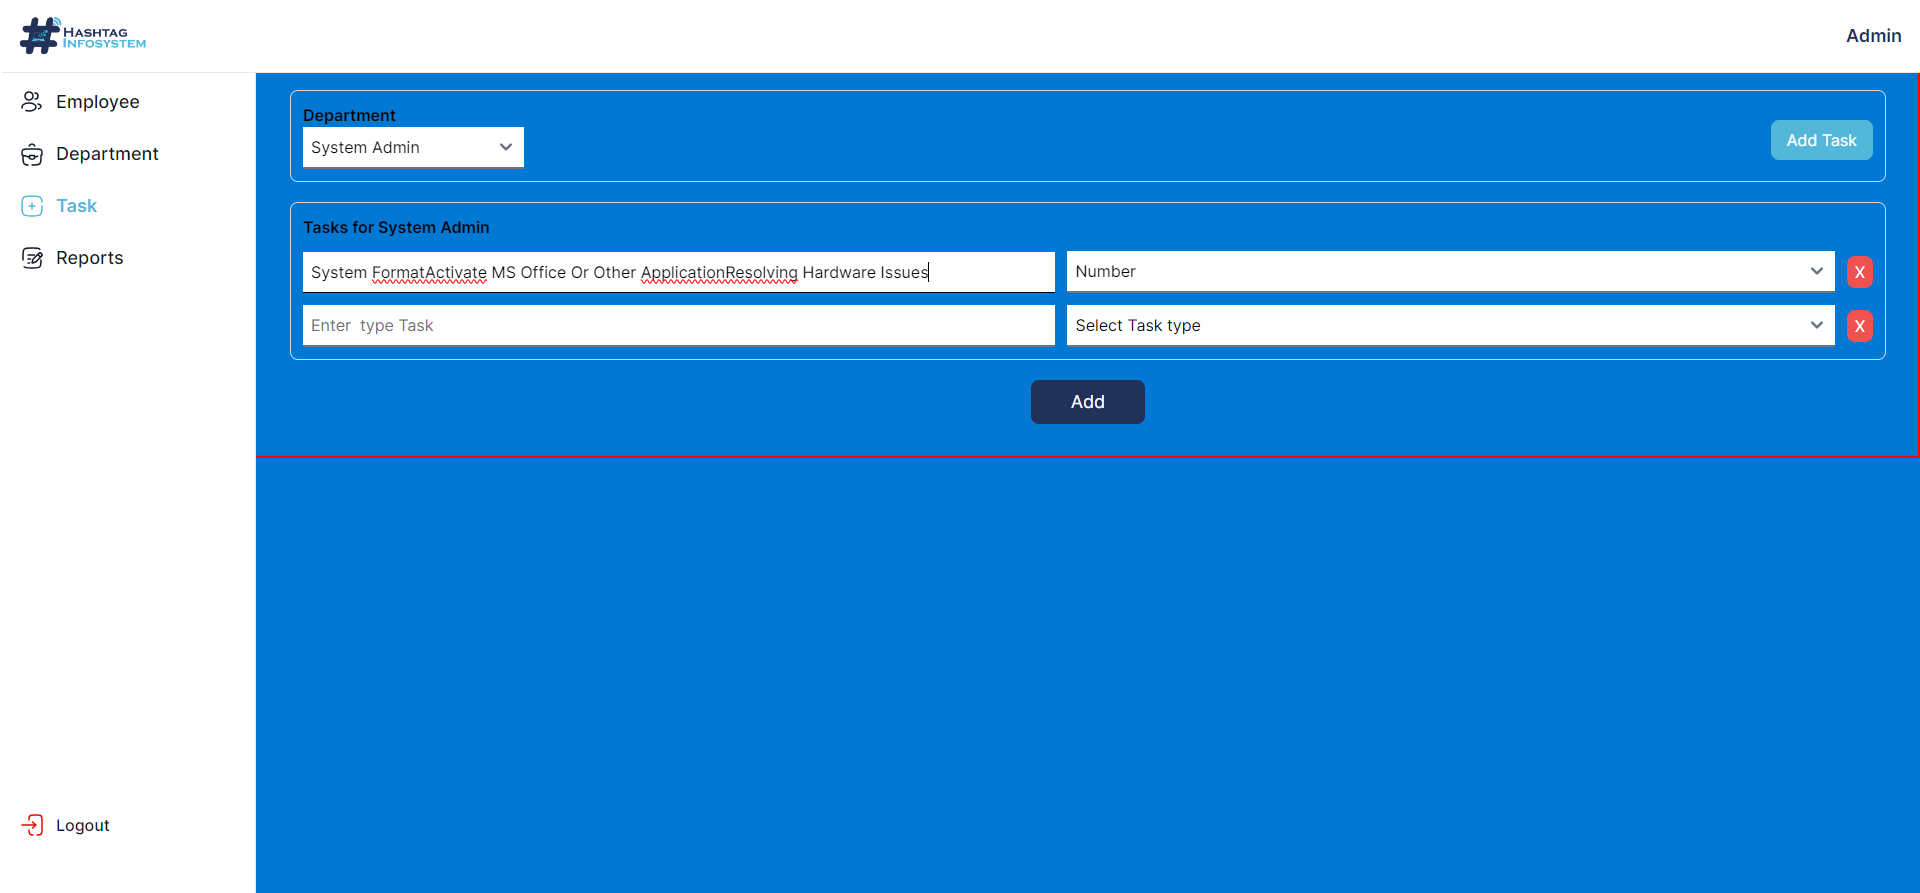 HASHTAG
INFOSYSTEM
Admin
Employee
Department
Task
Reports
Logout
Department
System Admin
Add Task
Tasks for System Admin
System FormatActivate MS Office Or Other ApplicationResolving Hardware Issues
Number
X
Enter type Task
Select Task type
X
Add